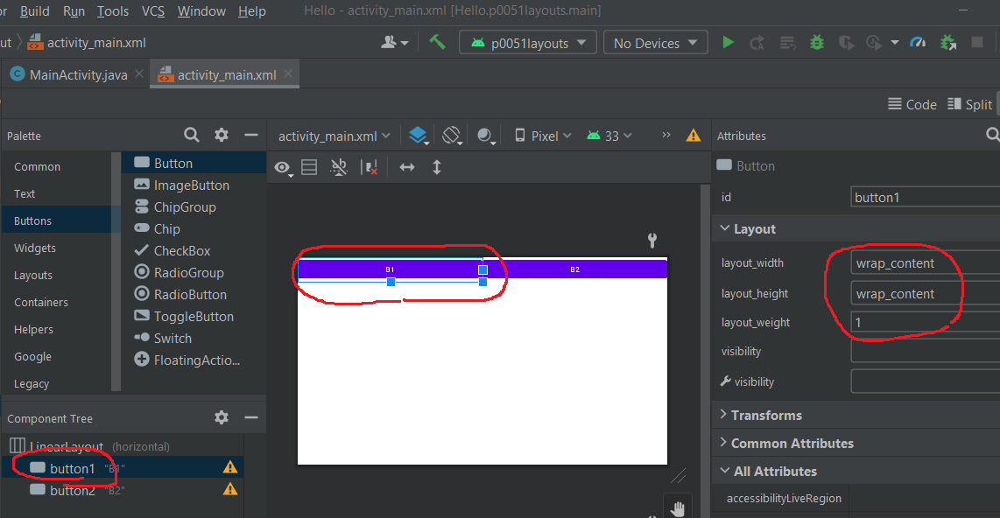 or Build Run Tools VCS Window Help Hello - activity_main.xml [Hello.p0051layouts.main]
ut activity_main.xml p0051layouts No Devices
MainActivity.java activity_main.xml
Code Split
Palette activity_main.xml Pixel 33 Attributes
Common Button
Text ImageButton
Buttons ChipGroup
Widgets Chip
Layouts CheckBox
Containers RadioGroup
Helpers RadioButton
Google ToggleButton
Legacy Switch
FloatingActio...
B1 B2
Button
id button1
Layout
layout_width wrap_content
layout_height wrap_content
layout_weight 1
visibility
visibility
Transforms
Common Attributes
All Attributes
accessibilityLiveRegion
Component Tree
LinearLayout (horizontal)
button1 "B1"
button2 "B2"